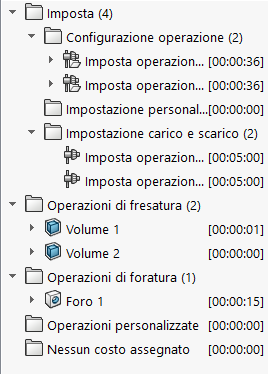 Imposta (4)
Configurazione operazione (2)
Imposta operazion... [00:00:36]
Imposta operazion... [00:00:36]
Impostazione personal... [00:00:00]
Impostazione carico e scarico (2)
Imposta operazion... [00:05:00]
Imposta operazion... [00:05:00]
Operazioni di fresatura (2)
Volume 1 [00:00:01]
Volume 2 [00:00:00]
Operazioni di foratura (1)
Foro 1 [00:00:15]
Operazioni personalizzate [00:00:00]
Nessun costo assegnato [00:00:00]